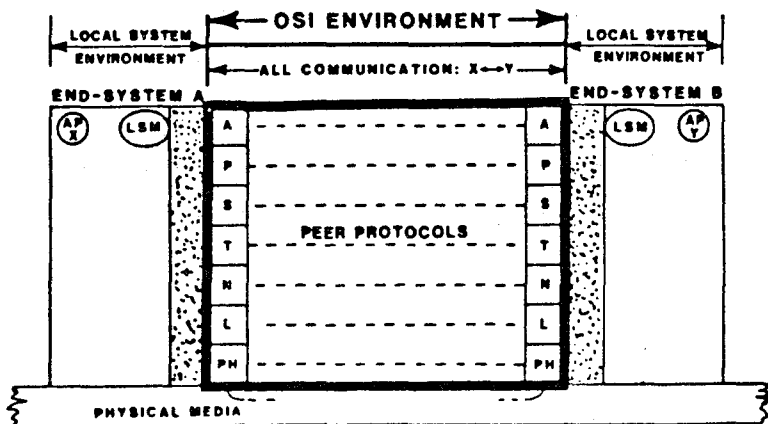 OSI ENVIRONMENT
LOCAL SYSTEM
ENVIRONMENT
LOCAL SYSTEM
ENVIRONMENT
ALL COMMUNICATION: X↔Y
END-SYSTEM A
END-SYSTEM B
AP
X
LSM
A
A
LSM
AP
Y
P
P
S
S
PEER PROTOCOLS
T
T
N
N
L
L
PH
PH
PHYSICAL MEDIA